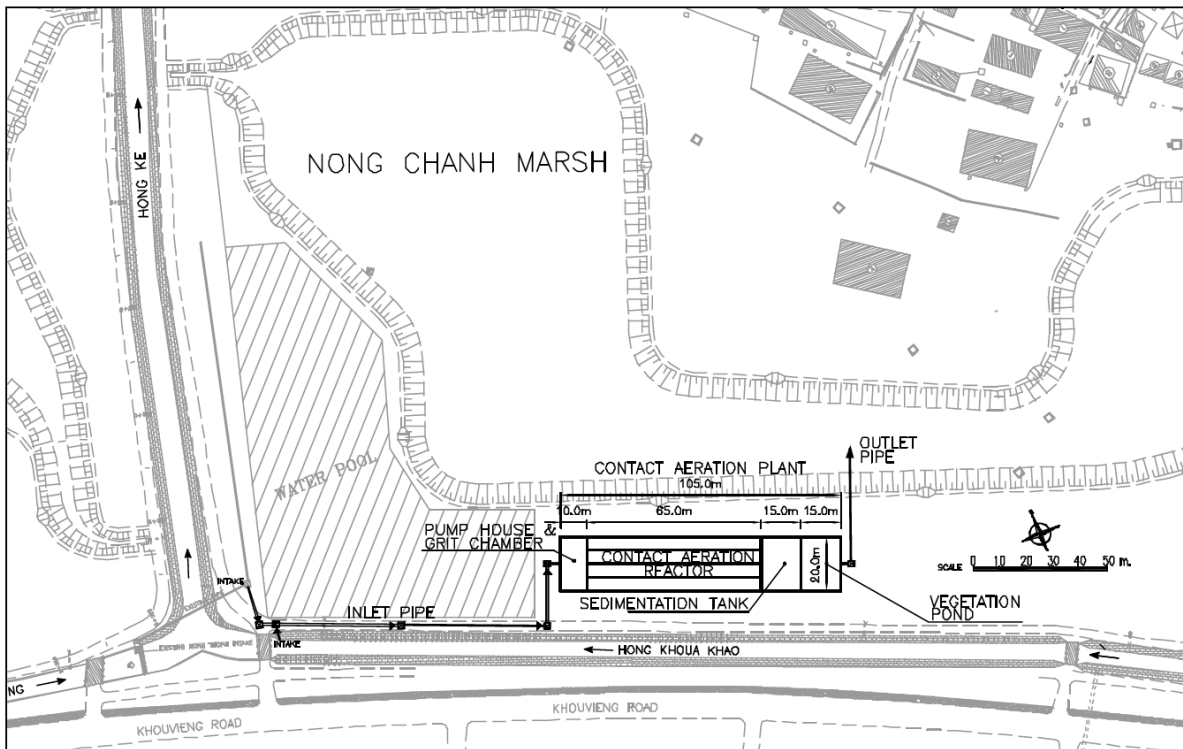 HONG KE
NONG CHANH MARSH
WATER POOL
CONTACT AERATION PLANT
105.0m
0.0m
65.0m
15.0m
15.0m
OUTLET
PIPE
PUMP HOUSE &
GRIT CHAMBER
CONTACT AERATION
REACTOR
20.0m
SEDIMENTATION TANK
VEGETATION
POND
SCALE 0 10 20 30 40 50 m.
INTAKE
INLET PIPE
INTAKE
HONG KHOUA KHAO
NG
KHOUVIENG ROAD
KHOUVIENG ROAD